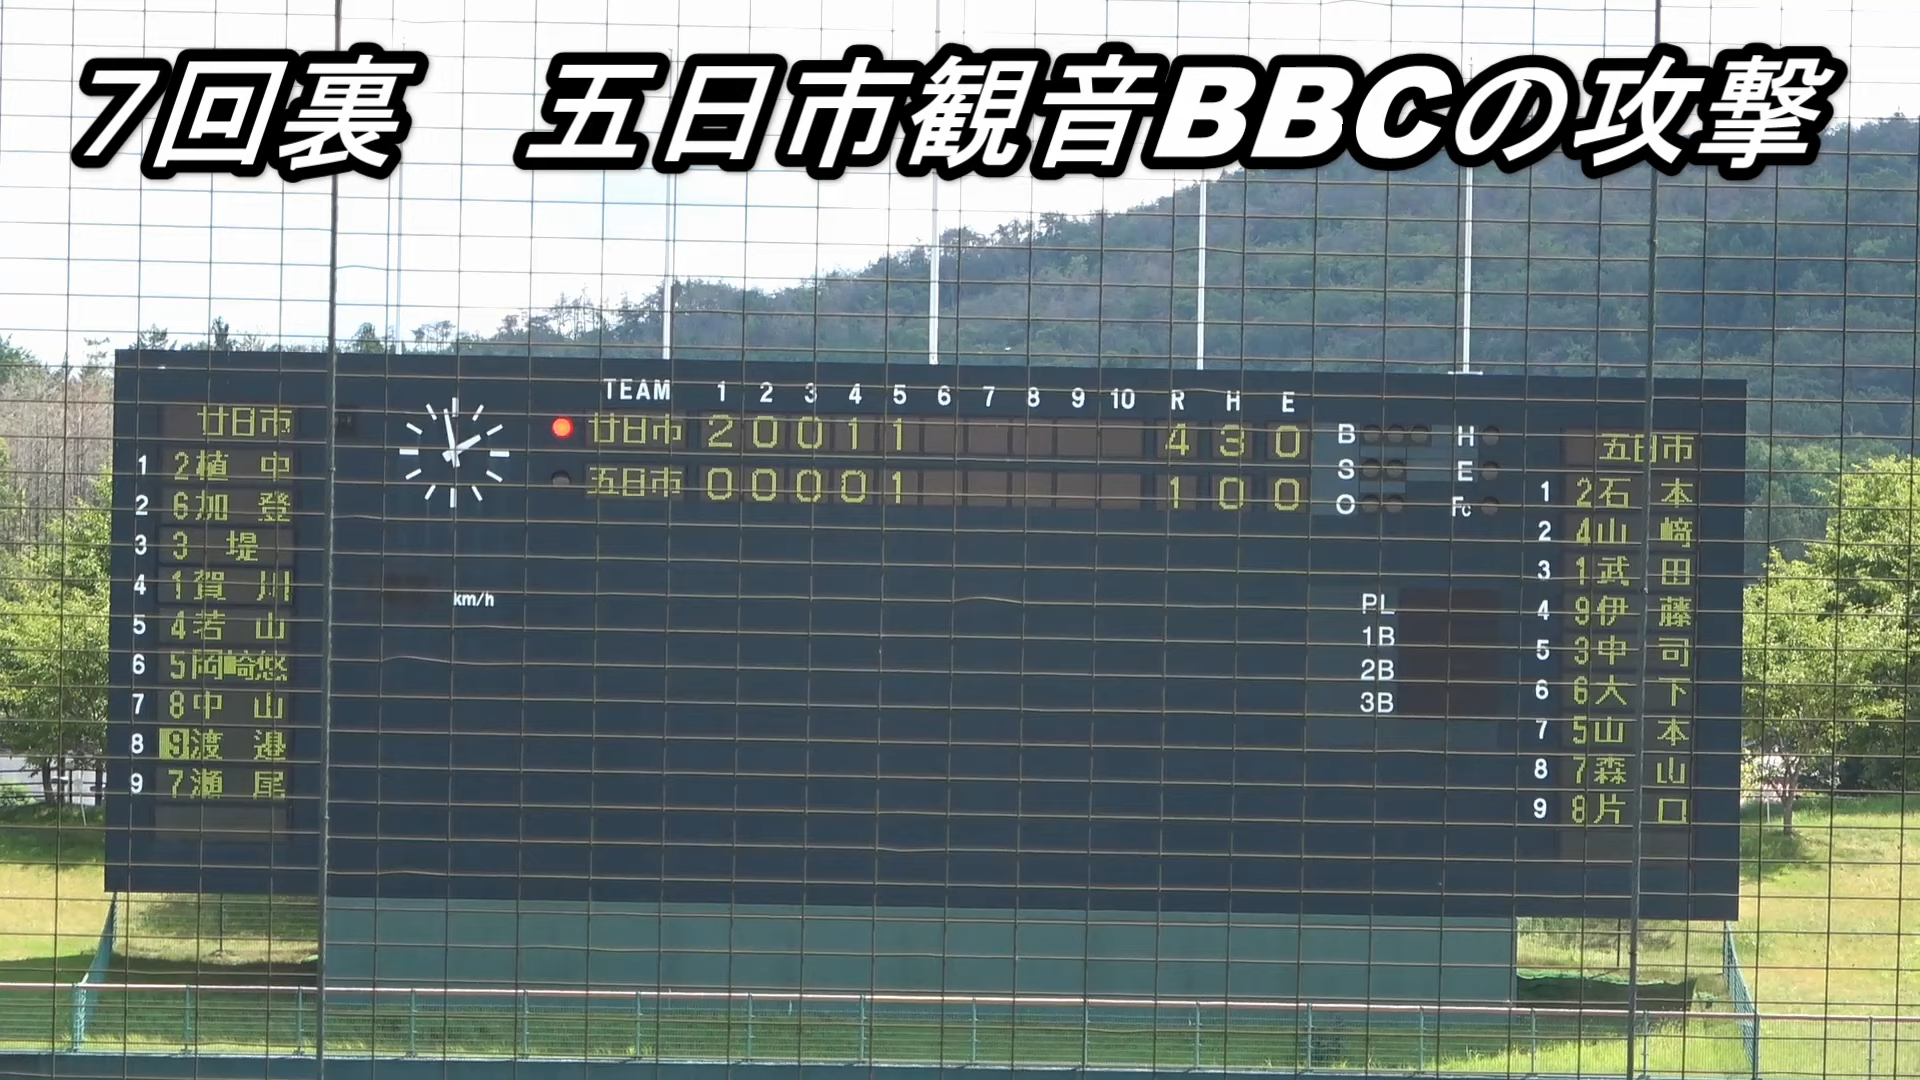 7回裏　五日市観音BBCの攻撃
TEAM 1 2 3 4 5 6 7 8 9 10 R H E
廿日市 2 0 0 1 1 4 3 0
五日市 0 0 0 0 1 1 0 0
B H
S E
O Fc
廿日市
1 2 植中
2 6 加登
3 3 堤
4 1 賀川
5 4 若山
6 5 岡崎悠
7 8 中山
8 9 渡邉
9 7 瀬尾
km/h
PL
1B
2B
3B
五日市
1 2 石本
2 4 山﨑
3 1 武田
4 9 伊藤
5 3 中司
6 6 大下
7 5 山本
8 7 森山
9 8 片口